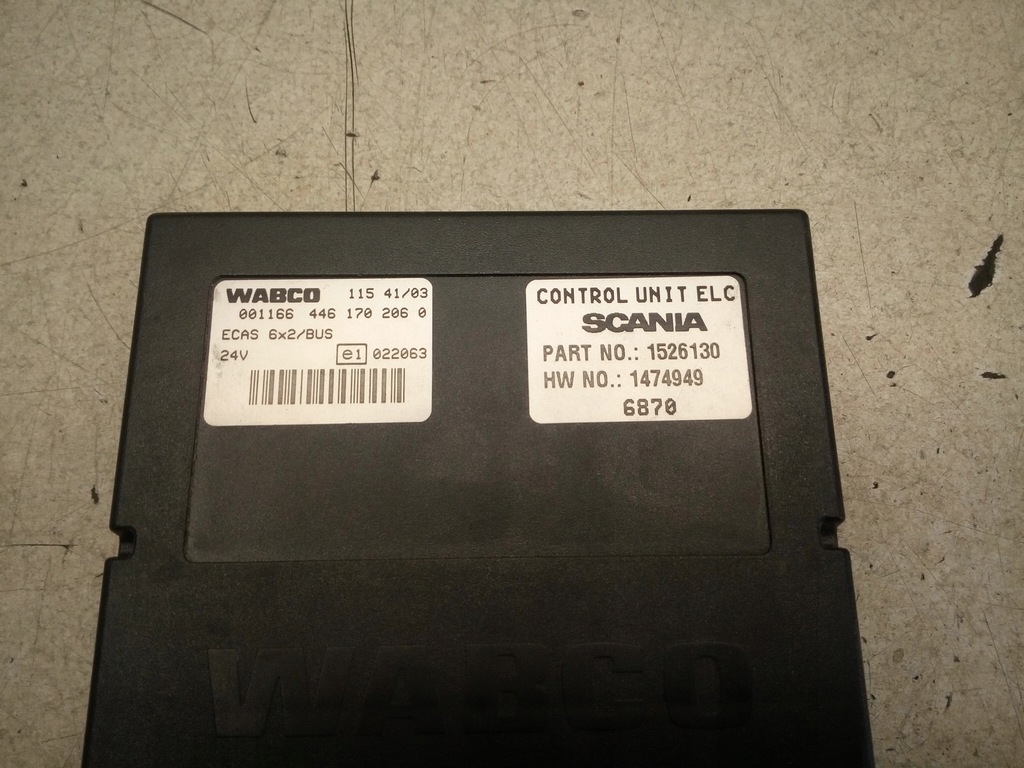 WABCO 115 41/03
001166 446 170 206 0
ECAS 6x2/BUS
24V e1 022063
CONTROL UNIT ELC
SCANIA
PART NO.: 1526130
HW NO.: 1474949
6870
WABCO